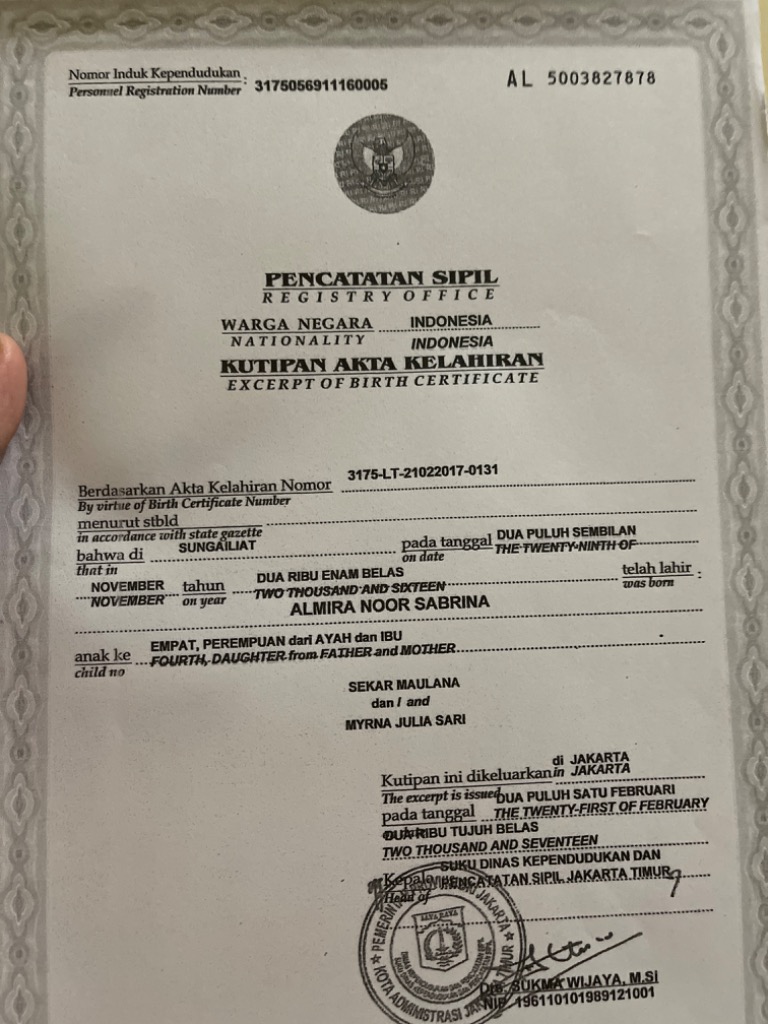 Nomor Induk Kependudukan : 3175056911160005
Personnel Registration Number
AL 5003827878
PENCATATAN SIPIL
REGISTRY OFFICE
WARGA NEGARA INDONESIA
NATIONALITY INDONESIA
KUTIPAN AKTA KELAHIRAN
EXCERPT OF BIRTH CERTIFICATE
Berdasarkan Akta Kelahiran Nomor 3175-LT-21022017-0131
By virtue of Birth Certificate Number
menurut stbld
in accordance with state gazette
bahwa di SUNGAILIAT pada tanggal DUA PULUH SEMBILAN
that in on date THE TWENTY-NINTH OF
NOVEMBER tahun DUA RIBU ENAM BELAS telah lahir :
NOVEMBER on year TWO THOUSAND AND SIXTEEN was born
ALMIRA NOOR SABRINA
anak ke EMPAT, PEREMPUAN dari AYAH dan IBU
child no FOURTH, DAUGHTER from FATHER and MOTHER
SEKAR MAULANA
dan / and
MYRNA JULIA SARI
Kutipan ini dikeluarkan di JAKARTA
The excerpt is issued in JAKARTA
pada tanggal DUA PULUH SATU FEBRUARI
on date THE TWENTY-FIRST OF FEBRUARY
DUA RIBU TUJUH BELAS
TWO THOUSAND AND SEVENTEEN
Kepala SUKU DINAS KEPENDUDUKAN DAN
Head of PENCATATAN SIPIL JAKARTA TIMUR
JAYA RAYA
KOTA ADMINISTRASI JAKARTA TIMUR
Drs. SUKMA WIJAYA, M.Si
NIP 196110101989121001